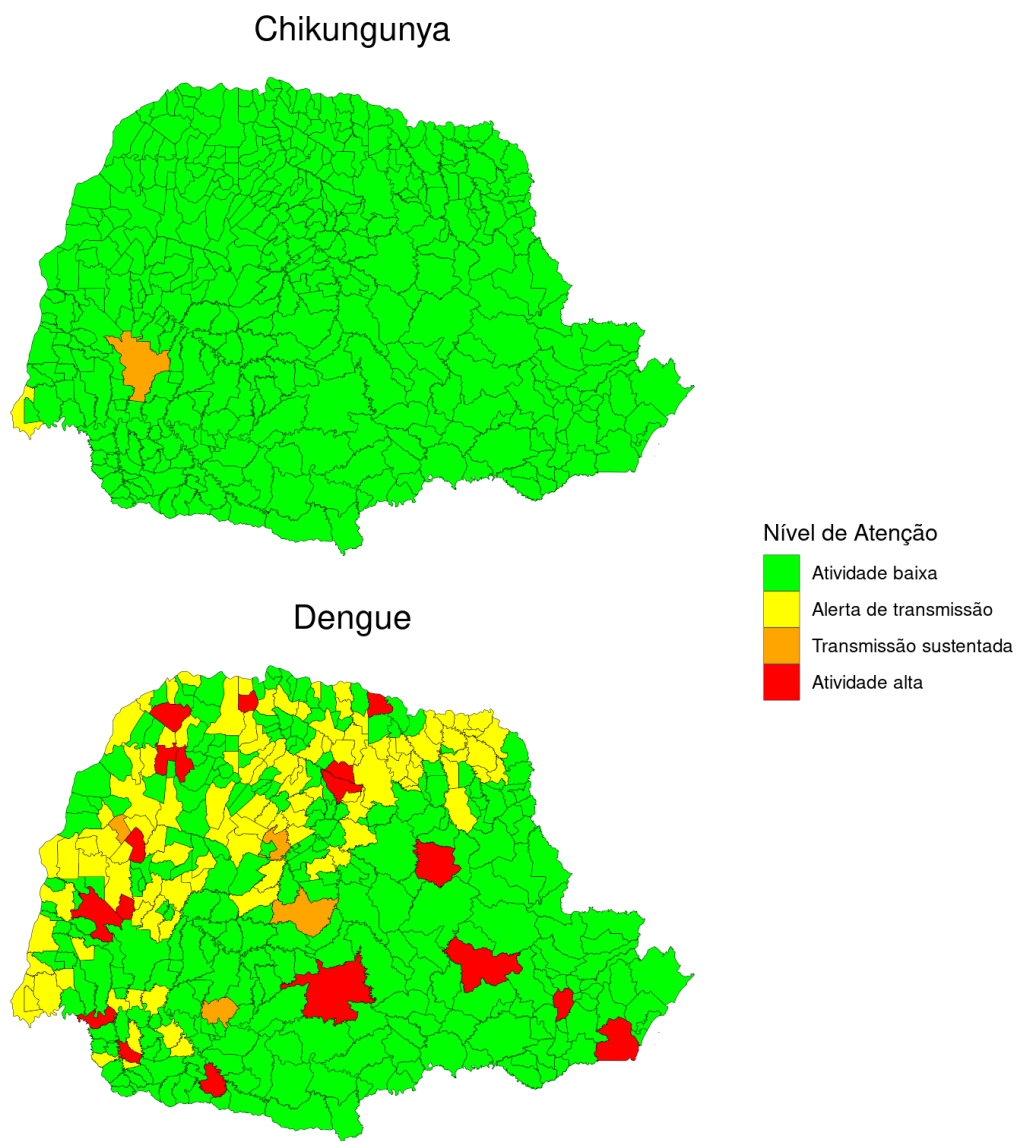 Chikungunya
Nível de Atenção
Atividade baixa
Alerta de transmissão
Transmissão sustentada
Atividade alta
Dengue